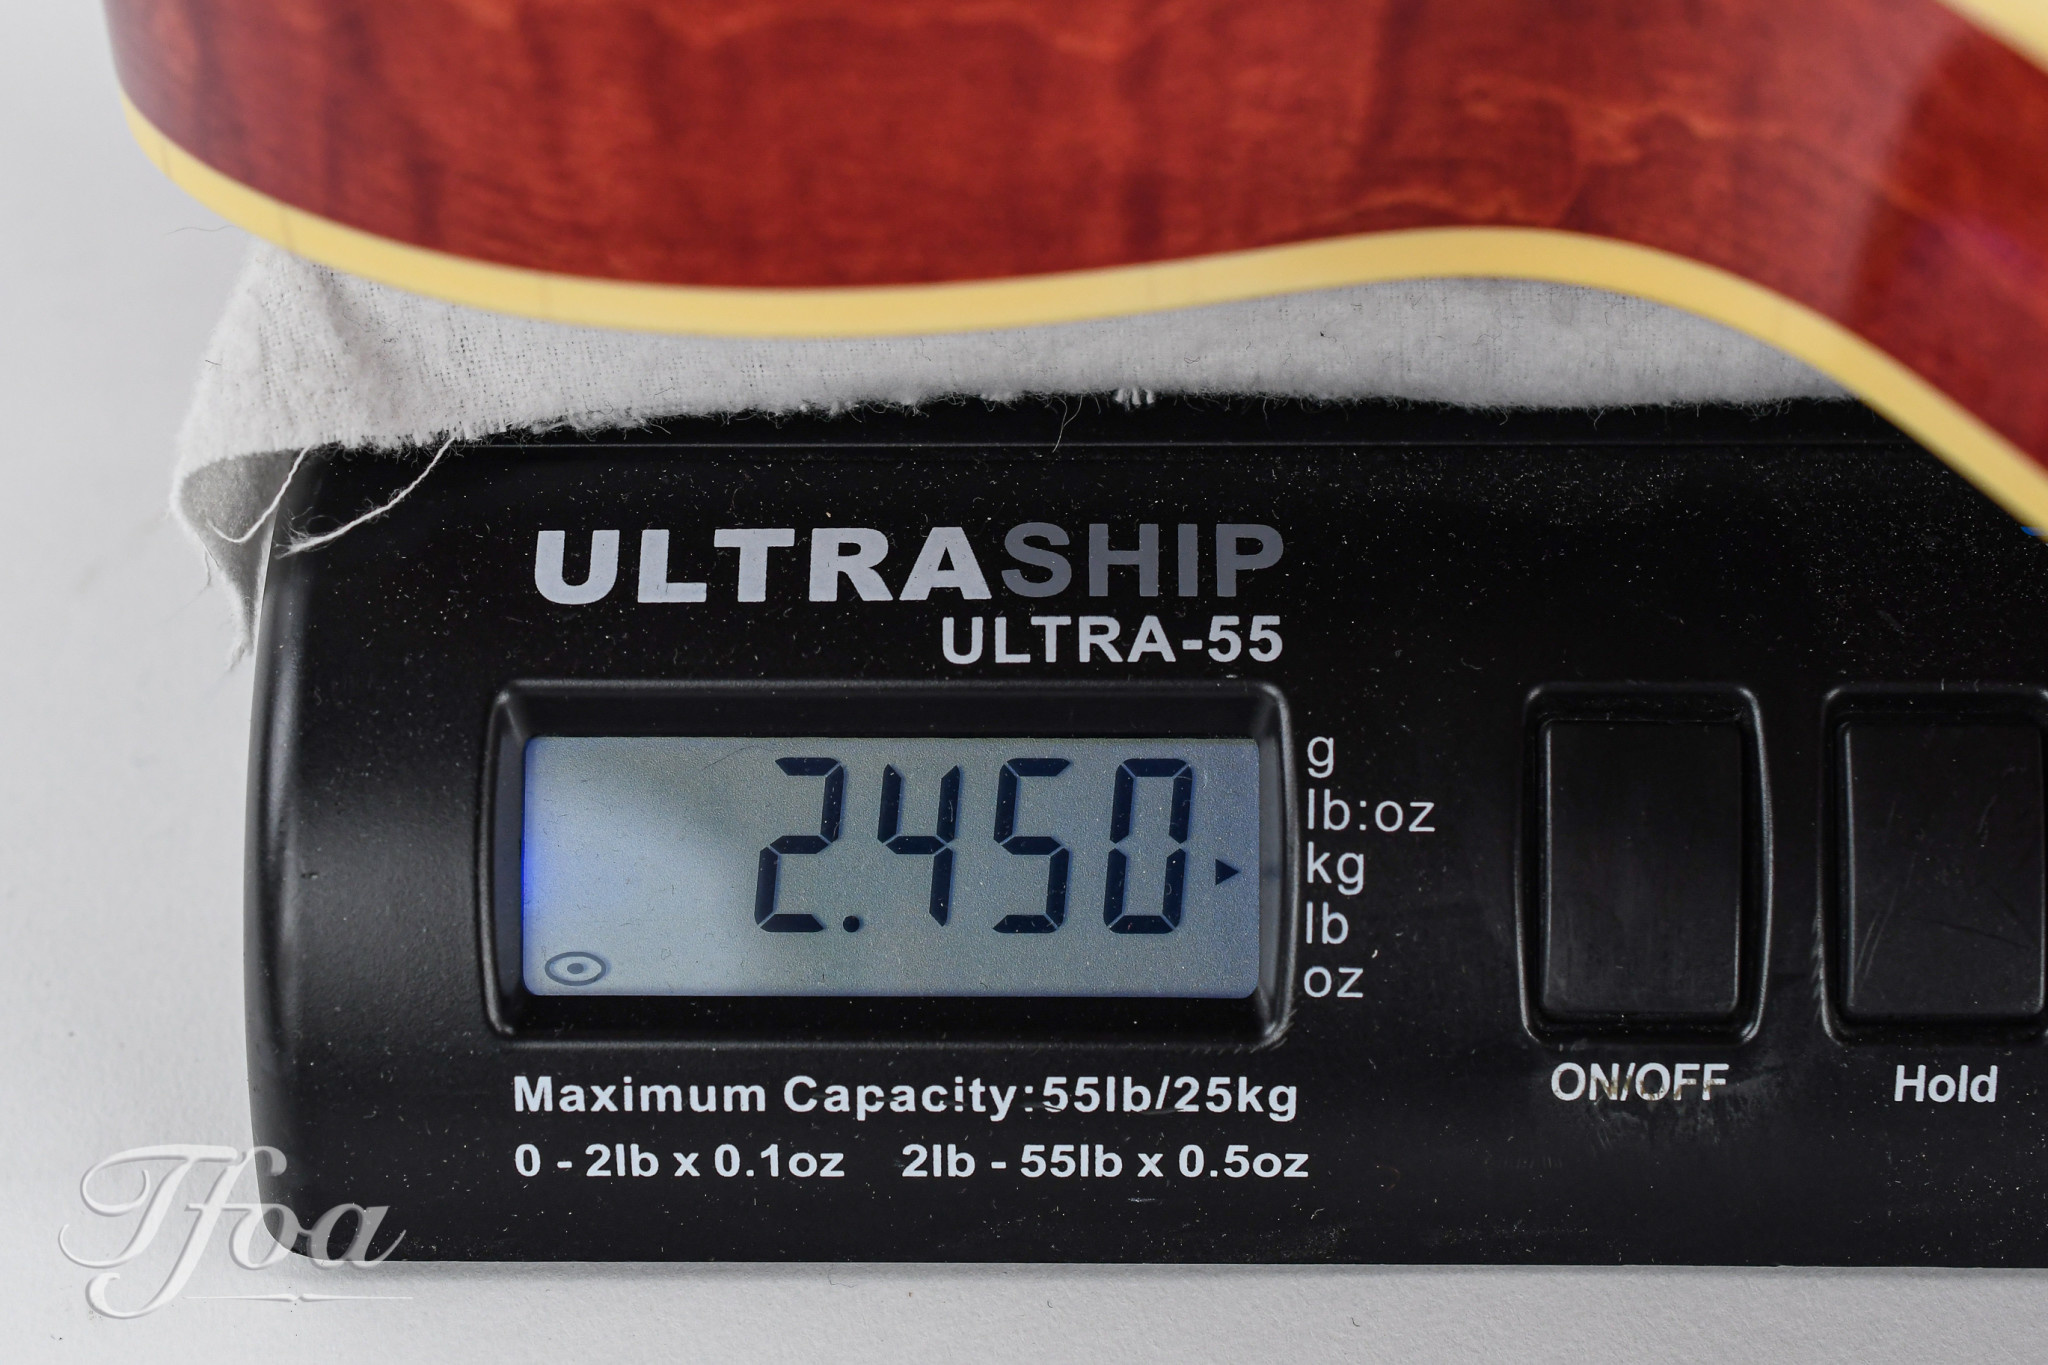 ULTRASHIP
ULTRA-55
2.450
g
lb:oz
kg
lb
oz
ON/OFF
Hold
Maximum Capacity:55lb/25kg
0 - 2lb x 0.1oz 2lb - 55lb x 0.5oz
Tfoa